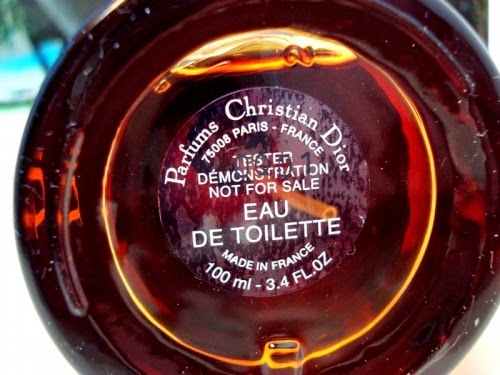 Parfums Christian Dior
75008 PARIS - FRANCE
TESTER
DÉMONSTRATION
NOT FOR SALE
EAU
DE TOILETTE
MADE IN FRANCE
100 ml - 3.4 FL.OZ